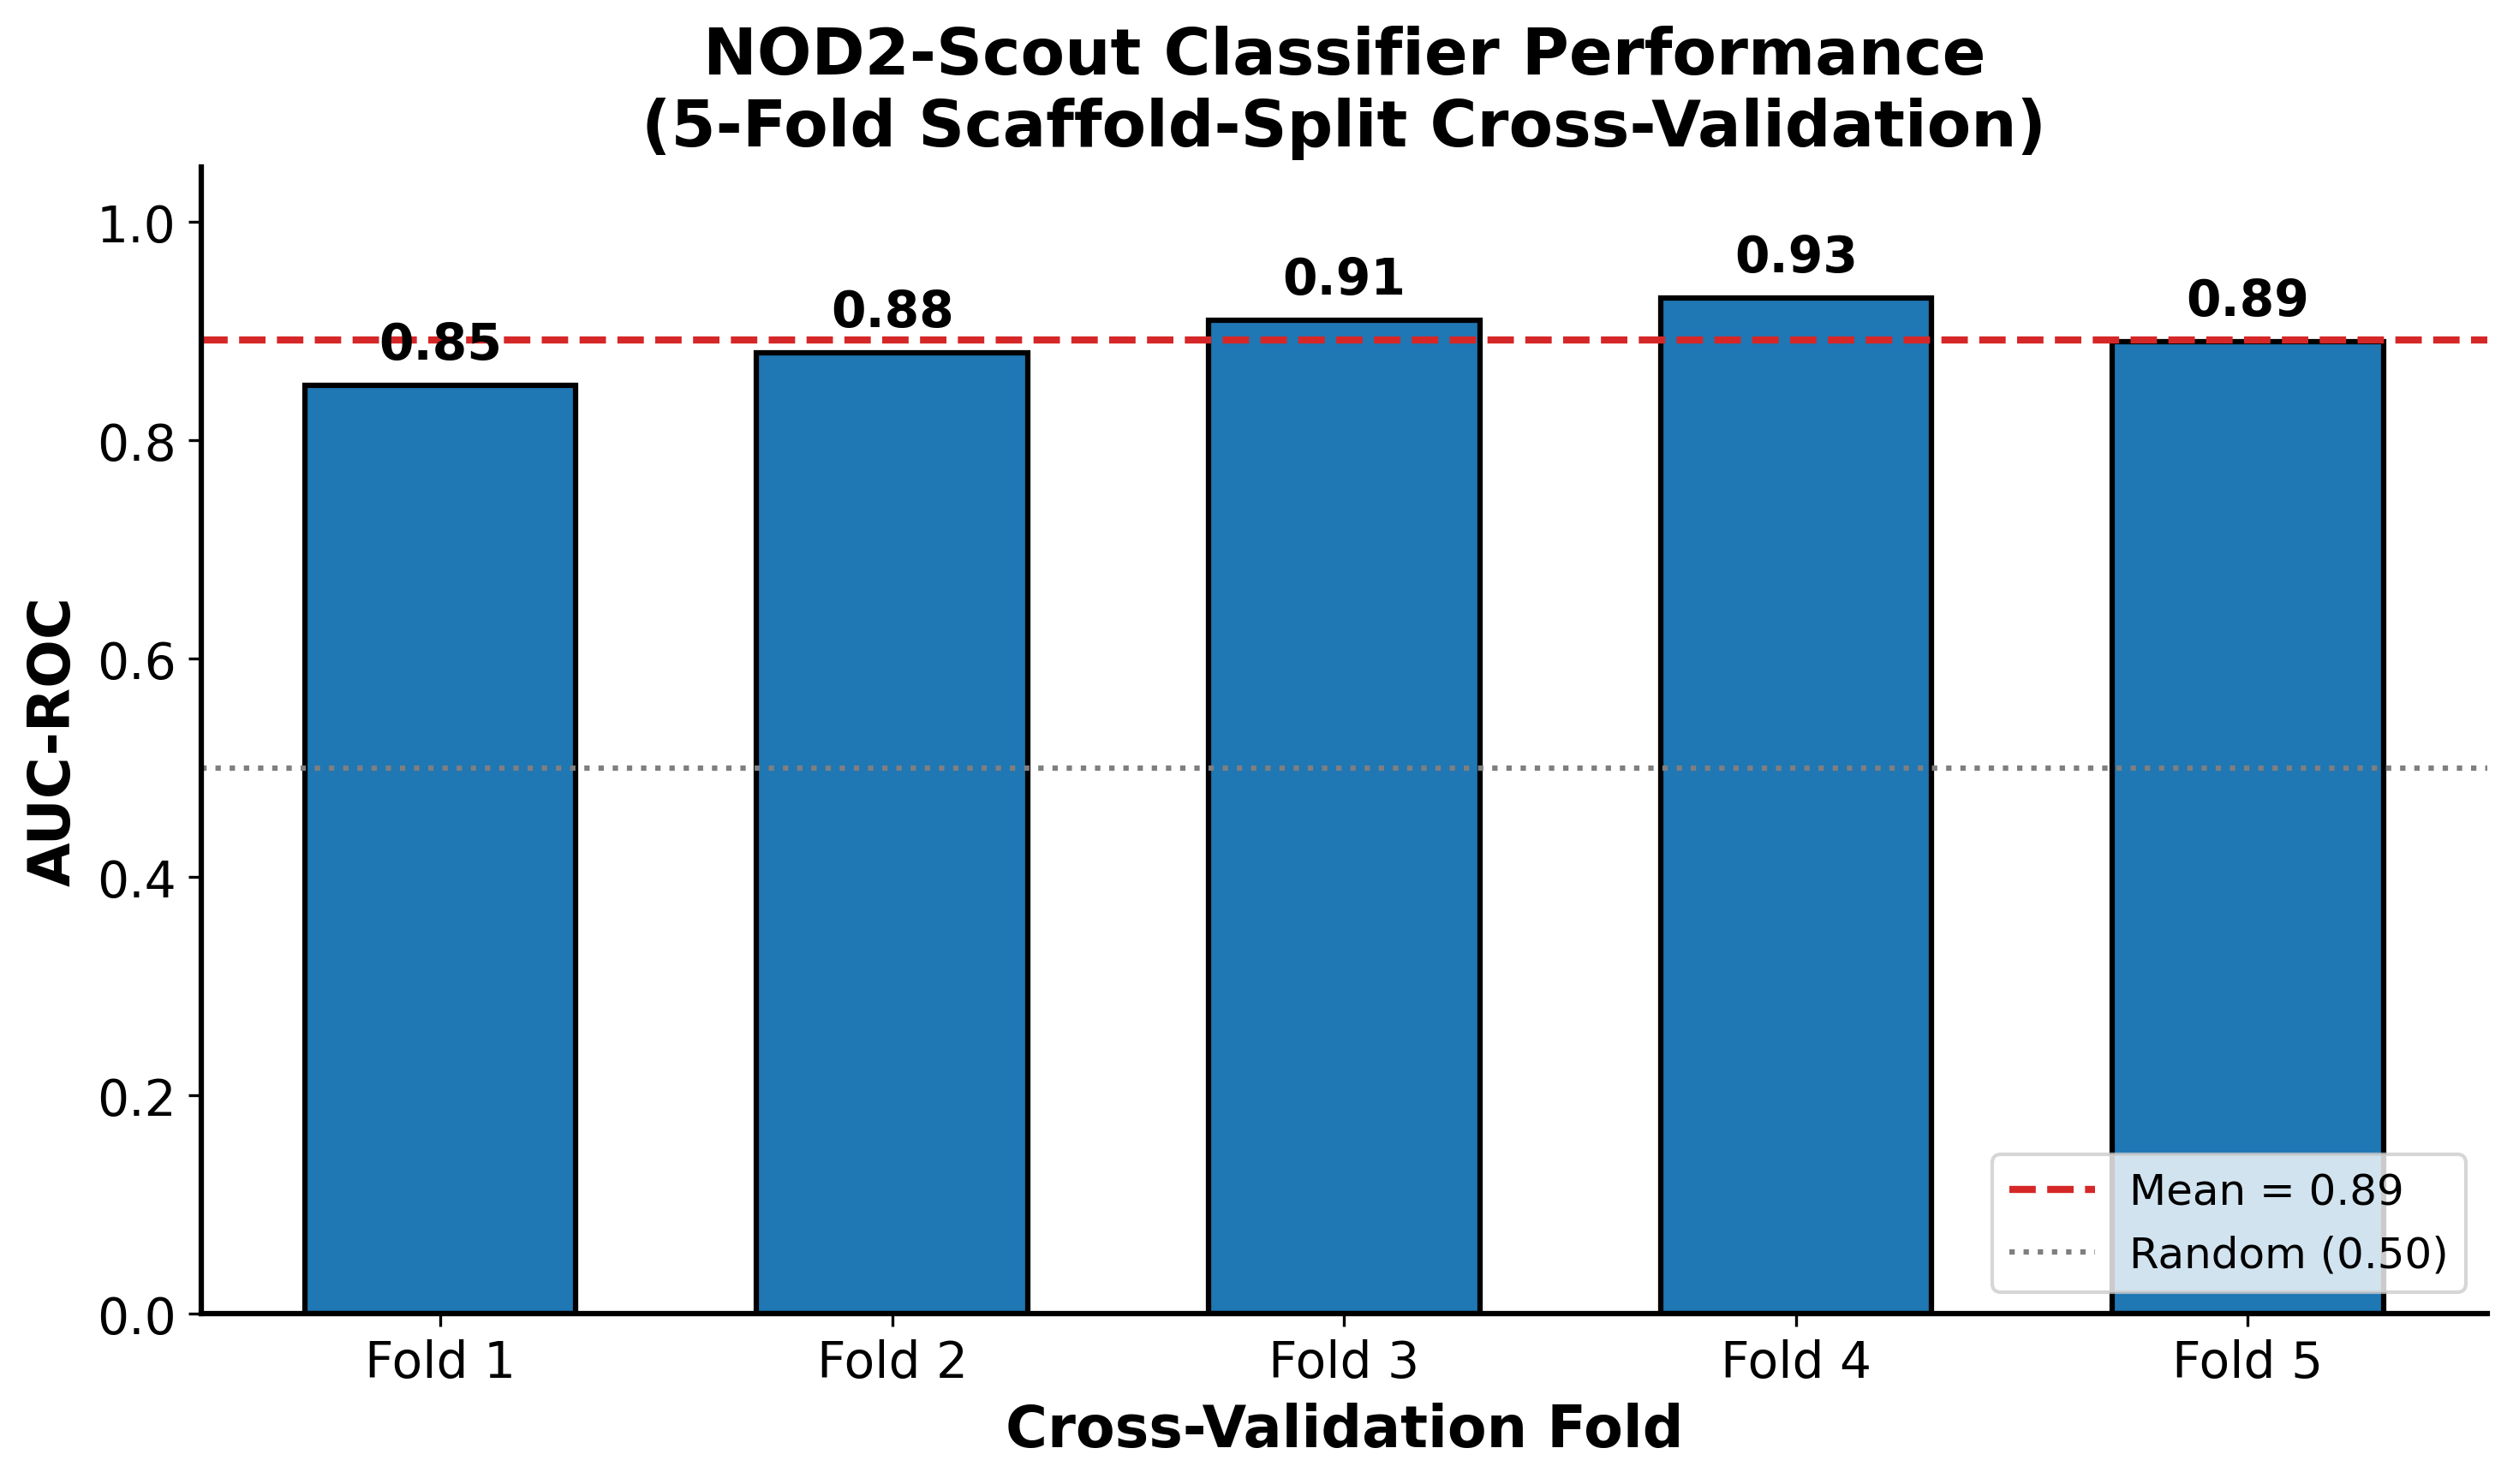 NOD2-Scout Classifier Performance
(5-Fold Scaffold-Split Cross-Validation)
AUC-ROC
1.0
0.8
0.6
0.4
0.2
0.0
0.85
0.88
0.91
0.93
0.89
Mean = 0.89
Random (0.50)
Fold 1
Fold 2
Fold 3
Fold 4
Fold 5
Cross-Validation Fold